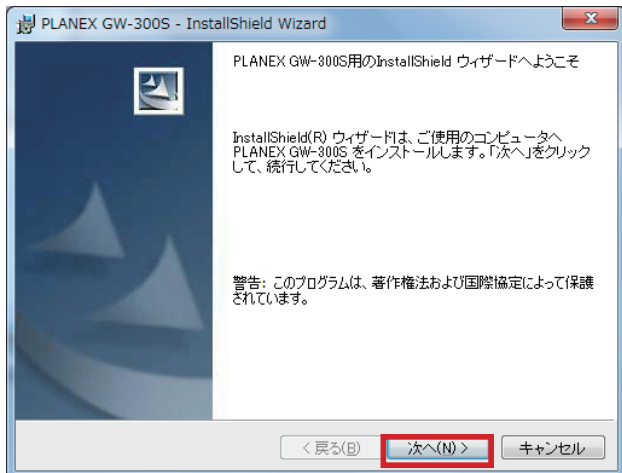 PLANEX GW-300S - InstallShield Wizard
PLANEX GW-300S用のInstallShield ウィザードへようこそ
InstallShield(R) ウィザードは、ご使用のコンピュータへ
PLANEX GW-300S をインストールします。「次へ」をクリック
して、続行してください。
警告: このプログラムは、著作権法および国際協定によって保護
されています。
< 戻る(B)
次へ(N) >
キャンセル